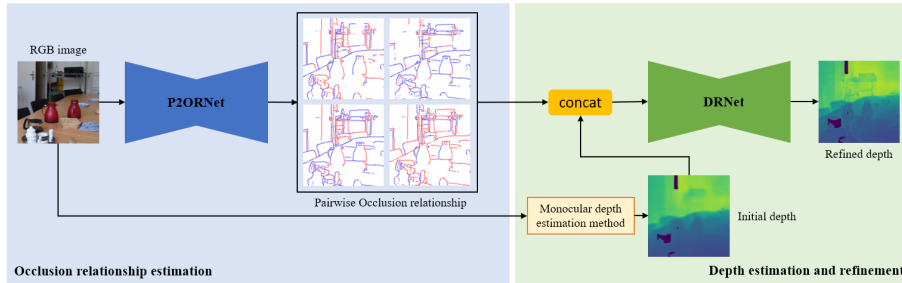 RGB image
P2ORNet
Pairwise Occlusion relationship
Occlusion relationship estimation
concat
DRNet
Refined depth
Monocular depth
estimation method
Initial depth
Depth estimation and refinement